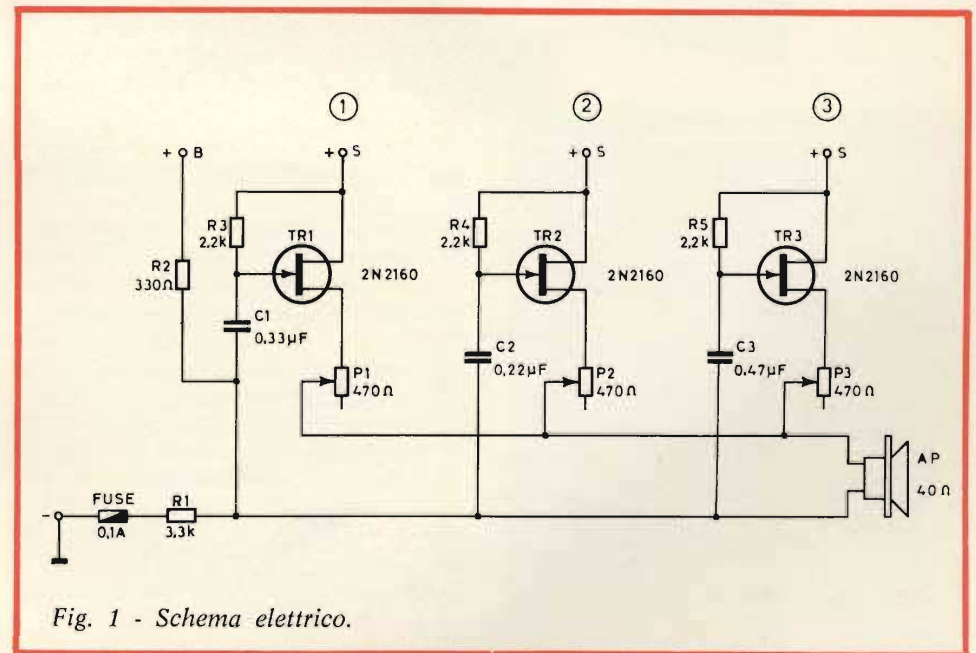 1
2
3
+ B
+ S
+ S
+ S
R3
2,2k
TR1
2N2160
R4
2,2k
TR2
2N2160
R5
2,2k
TR3
2N2160
R2
330Ω
C1
0,33µF
C2
0,22µF
C3
0,47µF
P1
470Ω
P2
470Ω
P3
470Ω
AP
40Ω
FUSE
0,1A
R1
3,3k
-
Fig. 1 - Schema elettrico.